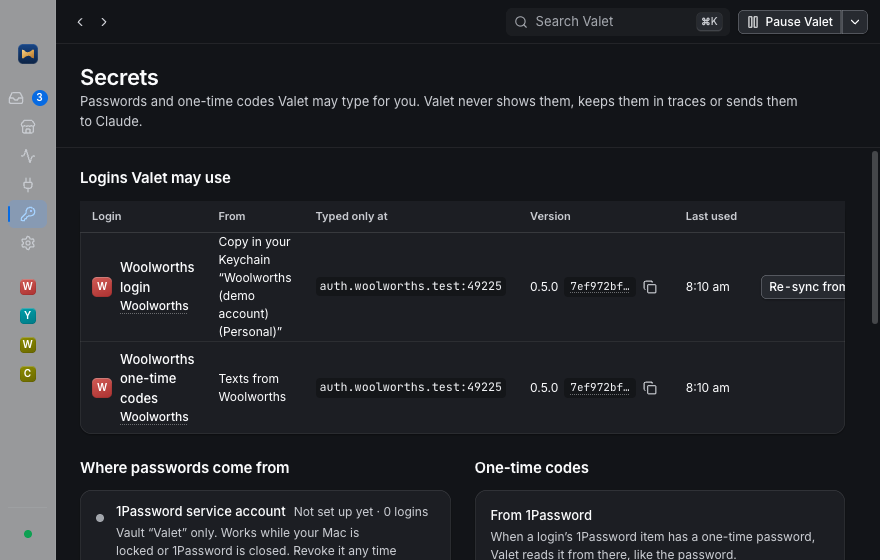 Search Valet
⌘K
Pause Valet
Secrets
Passwords and one-time codes Valet may type for you. Valet never shows them, keeps them in traces or sends them
to Claude.
3
Logins Valet may use
Login From Typed only at Version Last used
W
Woolworths
login
Woolworths
Copy in your
Keychain
“Woolworths
(demo
account)
(Personal)”
auth.woolworths.test:49225
0.5.0 7ef972bf…
8:10 am
Re-sync from
W
Woolworths
one-time
codes
Woolworths
Texts from
Woolworths
auth.woolworths.test:49225
0.5.0 7ef972bf…
8:10 am
W
Y
W
C
Where passwords come from
1Password service account Not set up yet · 0 logins
Vault “Valet” only. Works while your Mac is
locked or 1Password is closed. Revoke it any time
One-time codes
From 1Password
When a login’s 1Password item has a one-time password,
Valet reads it from there, like the password.